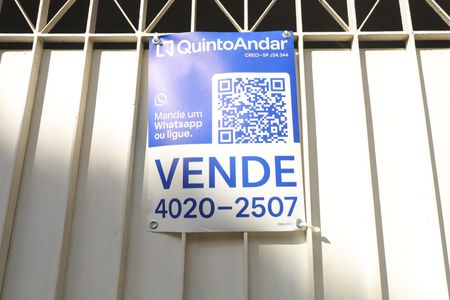 QuintoAndar
CRECI-SP J24.344
Mande um
Whatsapp
ou ligue.
VENDE
4020-2507